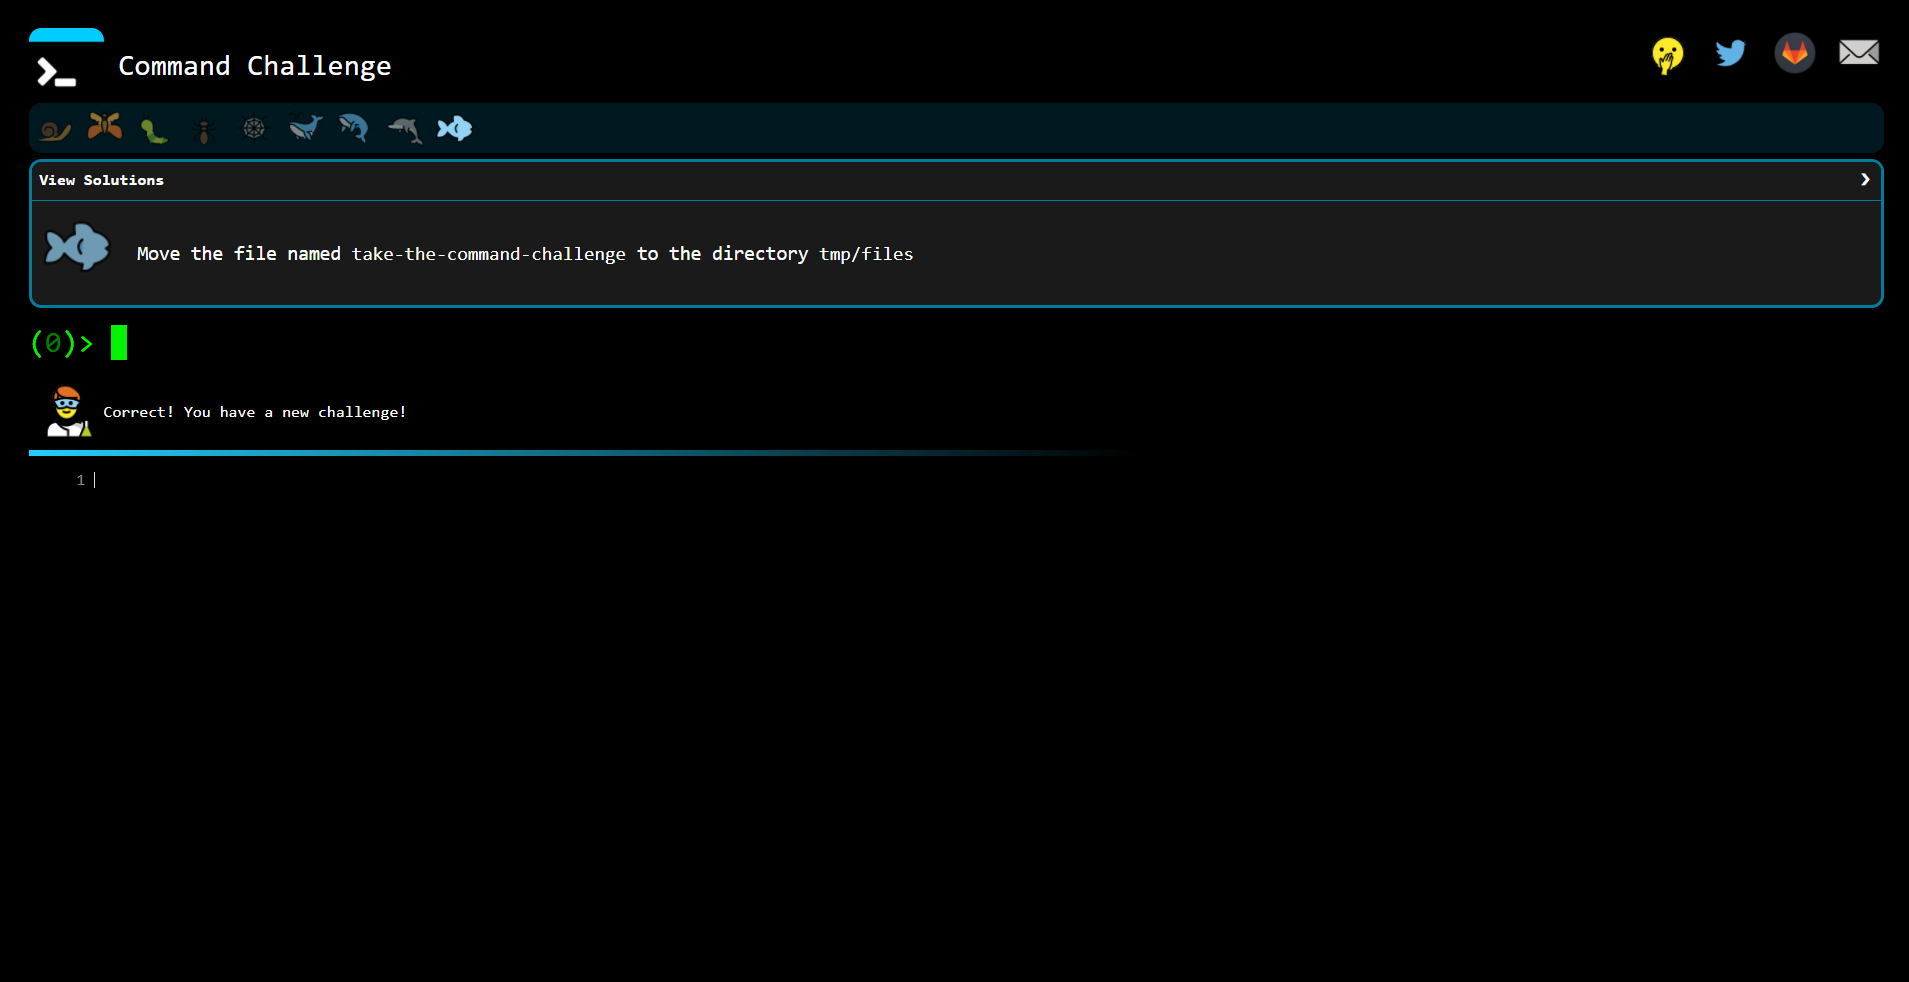 Command Challenge
View Solutions
Move the file named take-the-command-challenge to the directory tmp/files
(0)>
Correct! You have a new challenge!
1